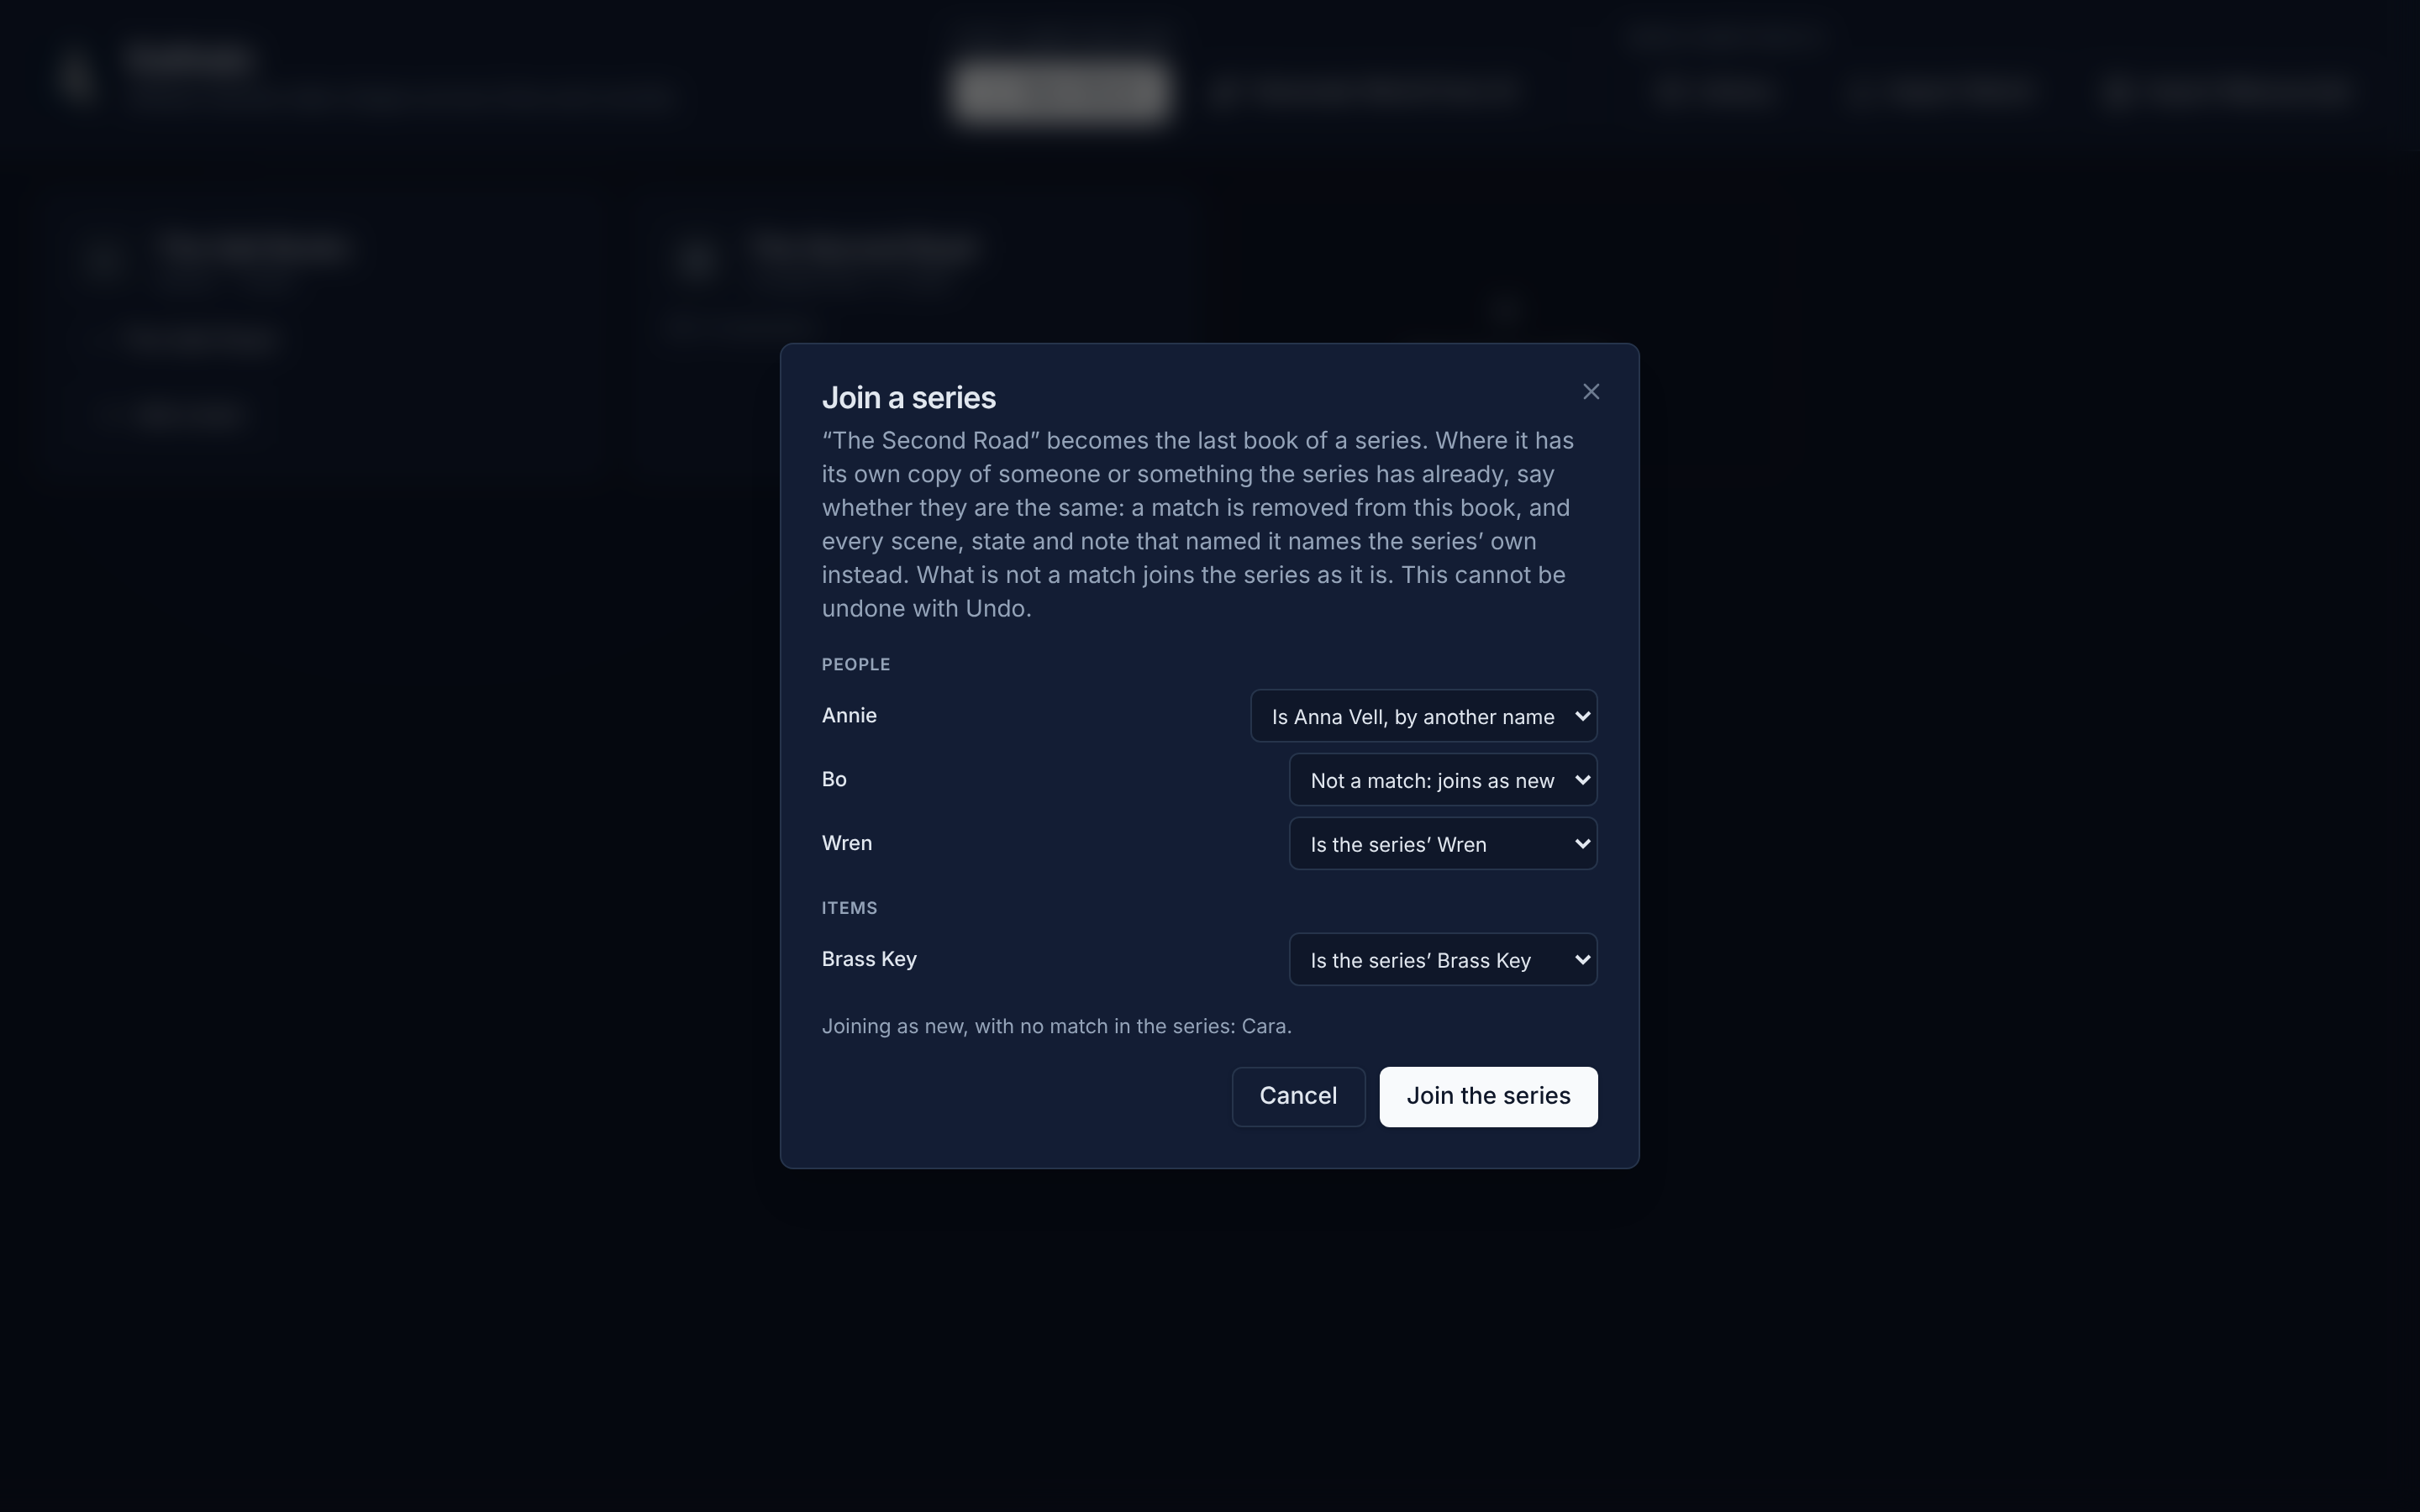 Join a series
“The Second Road” becomes the last book of a series. Where it has
its own copy of someone or something the series has already, say
whether they are the same: a match is removed from this book, and
every scene, state and note that named it names the series’ own
instead. What is not a match joins the series as it is. This cannot be
undone with Undo.
PEOPLE
Annie
Is Anna Vell, by another name
Bo
Not a match: joins as new
Wren
Is the series’ Wren
ITEMS
Brass Key
Is the series’ Brass Key
Joining as new, with no match in the series: Cara.
Cancel
Join the series